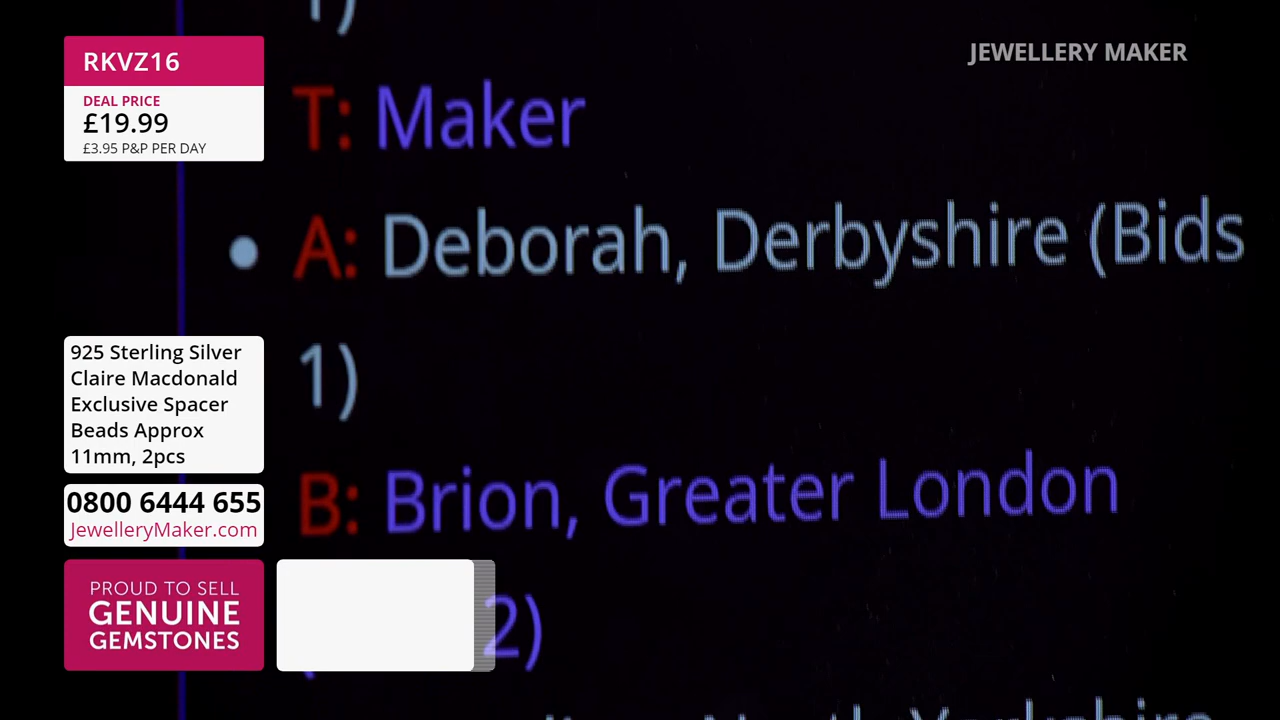 1)
RKVZ16
JEWELLERY MAKER
DEAL PRICE
£19.99
£3.95 P&P PER DAY
T: Maker
• A: Deborah, Derbyshire (Bids
1)
925 Sterling Silver
Claire Macdonald
Exclusive Spacer
Beads Approx
11mm, 2pcs
0800 6444 655
JewelleryMaker.com
B: Brion, Greater London
2)
PROUD TO SELL
GENUINE
GEMSTONES
North Yorkshire